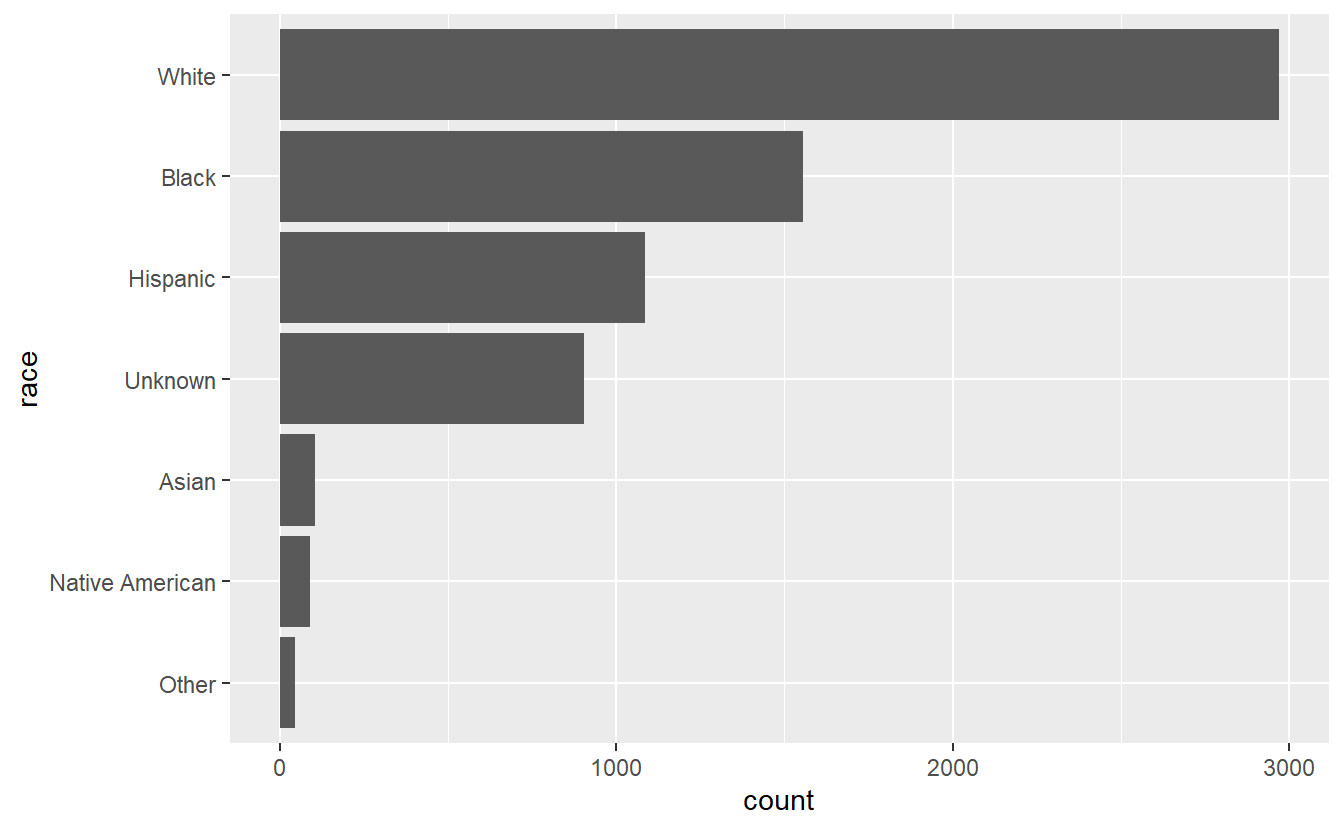 White
Black
Hispanic
Unknown
Asian
Native American
Other
race
0 1000 2000 3000
count